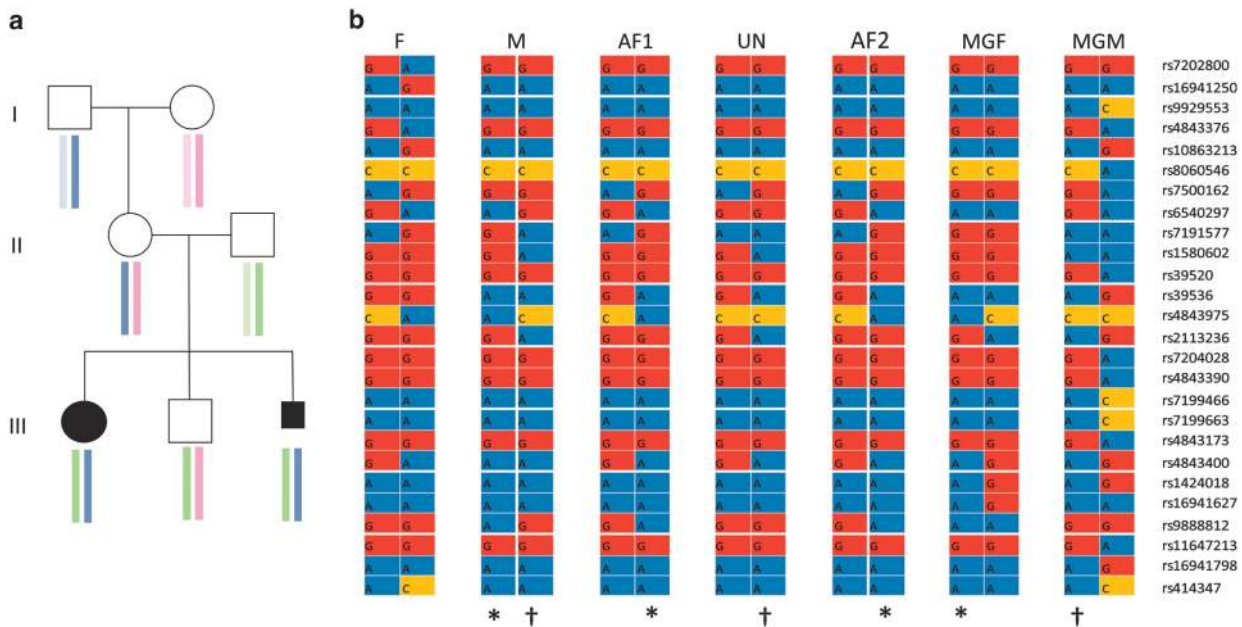 a
I
II
III
b
F M AF1 UN AF2 MGF MGM
G A G G G G G G G G G G G G rs7202800
A G A A A A A A A A A A A A rs16941250
A A A A A A A A A A A A A C rs9929553
G A G G G G G G G G G G G A rs4843376
A G A A A A A A A A A A A G rs10863213
C C C C C C C C C C C C C A rs8060546
A G G G A G A G A G G G G A rs7500162
G A A G G A G G G A A A G A rs6540297
A G G A A G A A A G G G A A rs7191577
G G G A G G G A G G G G A A rs1580602
G G G G G G G G G G G G G A rs39520
G G A A G A G A G A A A A G rs39536
C A A C C A C C C A A C C C rs4843975
G G G A G G G A G G G A A G rs2113236
G G G G G G G G G G G G G A rs7204028
G G G G G G G G G G G G G A rs4843390
A A A A A A A A A A A A A C rs7199466
A A A A A A A A A A A A A C rs7199663
G G G G G G G G G G G G G A rs4843173
G A A A G A G A G A A G A A rs4843400
A A A A A A A A A A A G A G rs1424018
A A A A A A A A A A A G A A rs16941627
G G A G G A G G G A A A G G rs9888812
G G G G G G G G G G G G G A rs11647213
A A A A A A A A A A A A A G rs16941798
A C A A A A A A A A A A A C rs414347
* † * † * * †